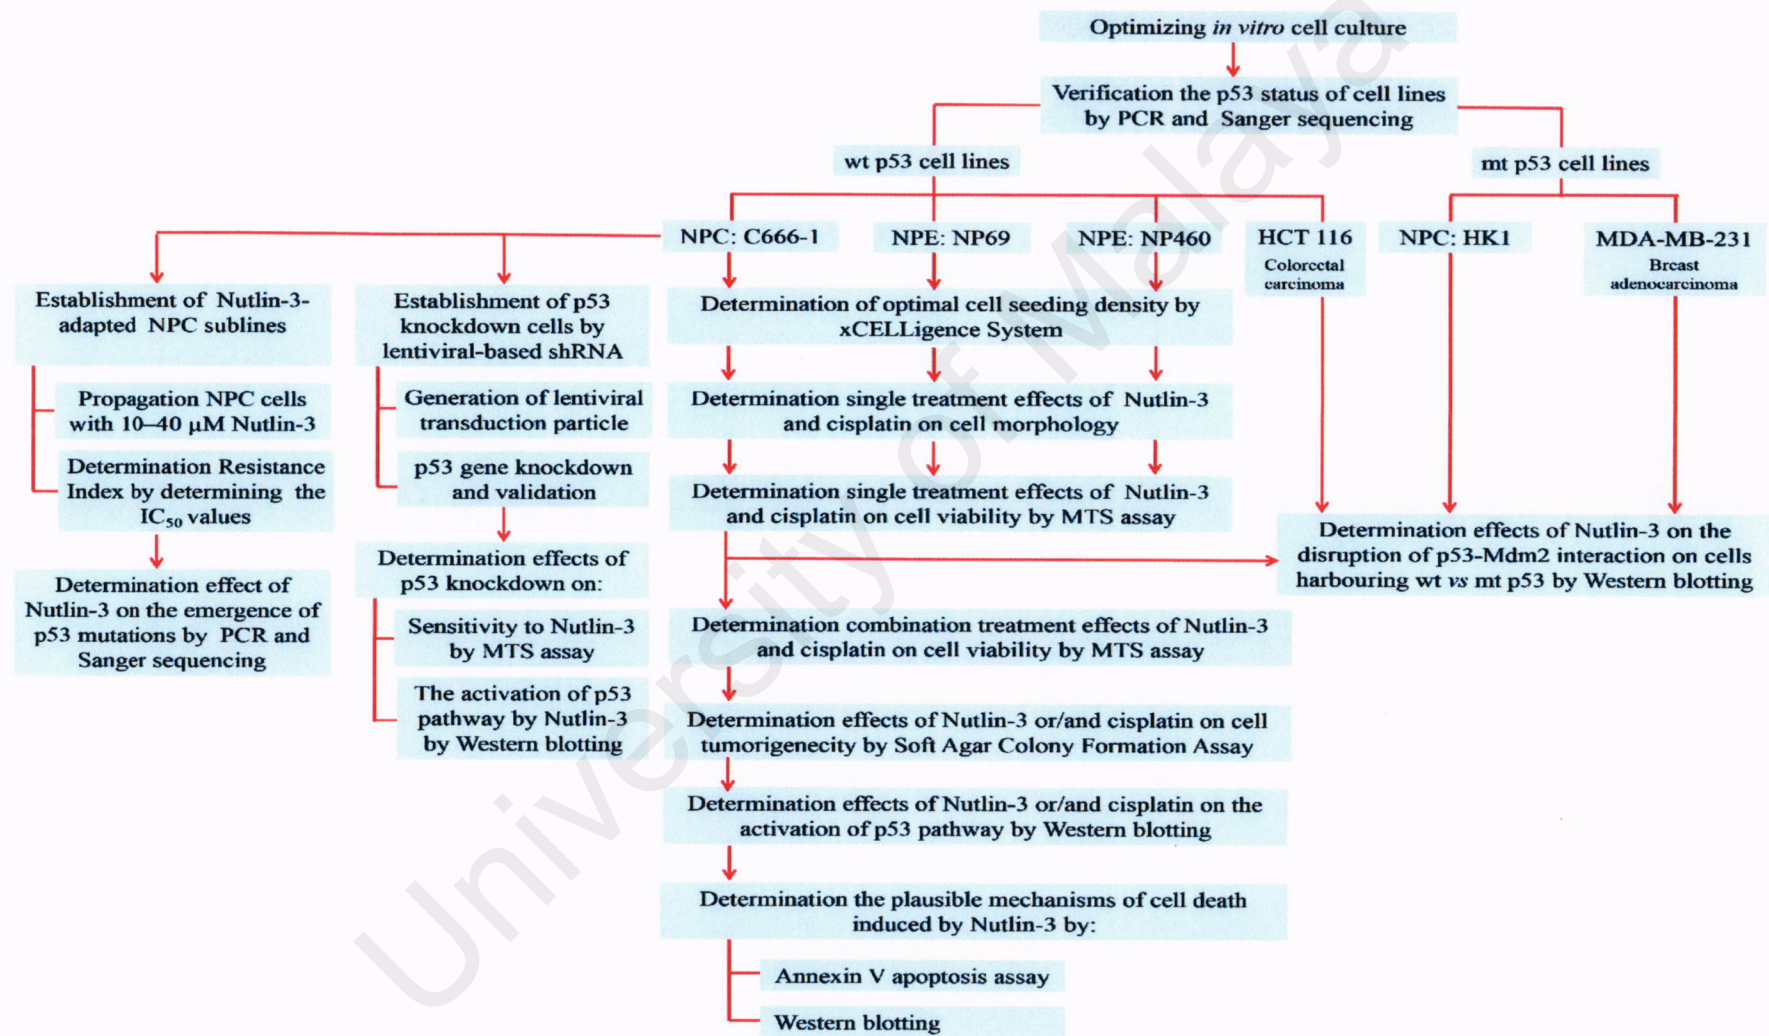 Optimizing in vitro cell culture
Verification the p53 status of cell lines
by PCR and Sanger sequencing
wt p53 cell lines
mt p53 cell lines
NPC: C666-1
NPE: NP69
NPE: NP460
HCT 116
Colorectal
carcinoma
NPC: HK1
MDA-MB-231
Breast
adenocarcinoma
Establishment of Nutlin-3-
adapted NPC sublines
Propagation NPC cells
with 10–40 µM Nutlin-3
Determination Resistance
Index by determining the
IC50 values
Determination effect of
Nutlin-3 on the emergence of
p53 mutations by PCR and
Sanger sequencing
Establishment of p53
knockdown cells by
lentiviral-based shRNA
Generation of lentiviral
transduction particle
p53 gene knockdown
and validation
Determination effects of
p53 knockdown on:
Sensitivity to Nutlin-3
by MTS assay
The activation of p53
pathway by Nutlin-3
by Western blotting
Determination of optimal cell seeding density by
xCELLigence System
Determination single treatment effects of Nutlin-3
and cisplatin on cell morphology
Determination single treatment effects of Nutlin-3
and cisplatin on cell viability by MTS assay
Determination effects of Nutlin-3 on the
disruption of p53-Mdm2 interaction on cells
harbouring wt vs mt p53 by Western blotting
Determination combination treatment effects of Nutlin-3
and cisplatin on cell viability by MTS assay
Determination effects of Nutlin-3 or/and cisplatin on cell
tumorigenecity by Soft Agar Colony Formation Assay
Determination effects of Nutlin-3 or/and cisplatin on the
activation of p53 pathway by Western blotting
Determination the plausible mechanisms of cell death
induced by Nutlin-3 by:
Annexin V apoptosis assay
Western blotting
University of Malaya